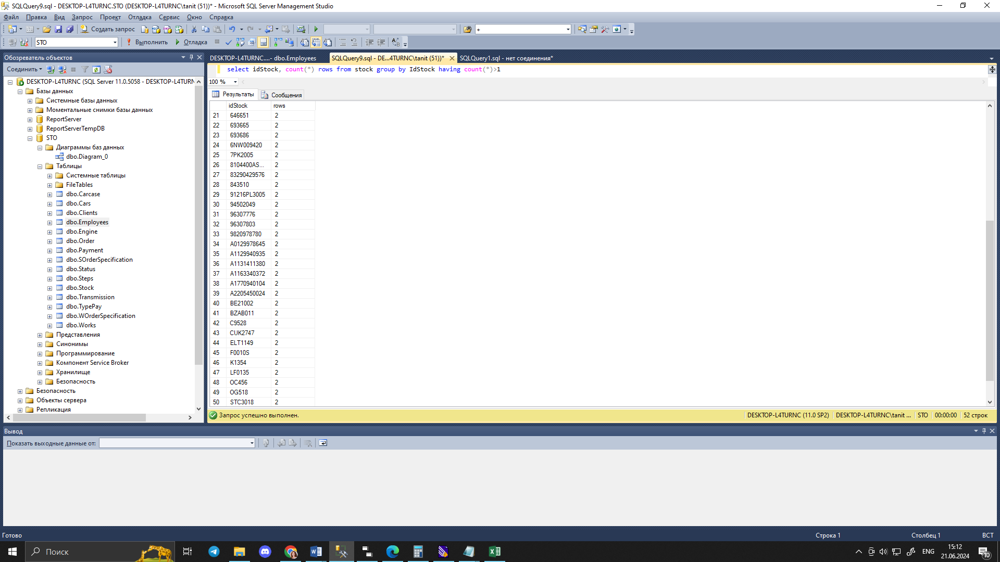 SQLQuery9.sql - DESKTOP-L4TURNC.STO (DESKTOP-L4TURNC\tanit (51))* - Microsoft SQL Server Management Studio
Файл Правка Вид Запрос Проект Отладка Сервис Окно Справка
Создать запрос +
STO Выполнить Отладка
Обозреватель объектов
Соединить
DESKTOP-L4TURNC (SQL Server 11.0.5058 - DESKTOP-L4TURN
Базы данных
Системные базы данных
Моментальные снимки базы данных
ReportServer
ReportServerTempDB
STO
Диаграммы баз данных
dbo.Diagram_0
Таблицы
Системные таблицы
FileTables
dbo.Carcase
dbo.Cars
dbo.Clients
dbo.Employees
dbo.Engine
dbo.Order
dbo.Payment
dbo.SOrderSpecification
dbo.Status
dbo.Steps
dbo.Stock
dbo.Transmission
dbo.TypePay
dbo.WOrderSpecification
dbo.Works
Представления
Синонимы
Программирование
Компонент Service Broker
Хранилище
Безопасность
Безопасность
Объекты сервера
Репликация
DESKTOP-L4TURNC....- dbo.Employees SQLQuery9.sql - DE...4TURNC\tanit (51))* SQLQuery1.sql - нет соединения*
select idStock, count(*) rows from stock group by IdStock having count(*)>1
100 %
Результаты Сообщения
idStock rows
21 646651 2
22 693665 2
23 693686 2
24 6NW009420 2
25 7PK2005 2
26 8104400AS... 2
27 83290429576 2
28 843510 2
29 91216PL3005 2
30 94502049 2
31 96307776 2
32 96307803 2
33 9820978780 2
34 A0129978645 2
35 A1129940935 2
36 A1131411380 2
37 A1163340372 2
38 A1770940104 2
39 A2205450024 2
40 BE21002 2
41 BZAB011 2
42 C9528 2
43 CUK2747 2
44 ELT1149 2
45 F0010S 2
46 K1354 2
47 LF0135 2
48 OC456 2
49 OG518 2
50 STC3018 2
Запрос успешно выполнен. DESKTOP-L4TURNC (11.0 SP2) DESKTOP-L4TURNC\tanit ... STO 00:00:00 52 строк
Вывод
Показать выходные данные от:
Готово Строка 1 Столбец 1 ВСТ
Поиск ENG 15:12
21.06.2024 10